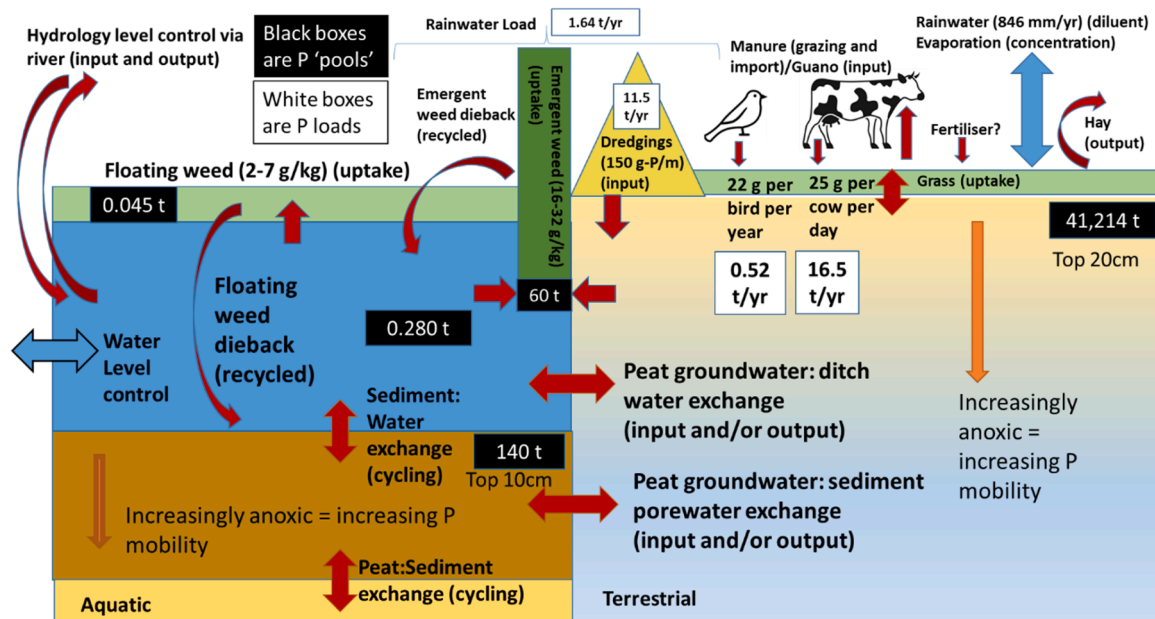 Rainwater Load
1.64 t/yr
Hydrology level control via
river (input and output)
Black boxes
are P 'pools'
White boxes
are P loads
Emergent
weed dieback
(recycled)
Emergent weed (16-32 g/kg)
(uptake)
11.5
t/yr
Dredgings
(150 g-P/m)
(input)
Manure (grazing and
import)/Guano (input)
Rainwater (846 mm/yr) (diluent)
Evaporation (concentration)
Fertiliser?
Hay
(output)
Floating weed (2-7 g/kg) (uptake)
0.045 t
22 g per
bird per
year
25 g per
cow per
day
Grass (uptake)
41,214 t
Top 20cm
0.52
t/yr
16.5
t/yr
Floating
weed
dieback
(recycled)
60 t
0.280 t
Water
Level
control
Sediment:
Water
exchange
(cycling)
Peat groundwater: ditch
water exchange
(input and/or output)
Increasingly
anoxic =
increasing P
mobility
140 t
Top 10cm
Increasingly anoxic = increasing P
mobility
Peat groundwater: sediment
porewater exchange
(input and/or output)
Peat:Sediment
exchange (cycling)
Aquatic
Terrestrial